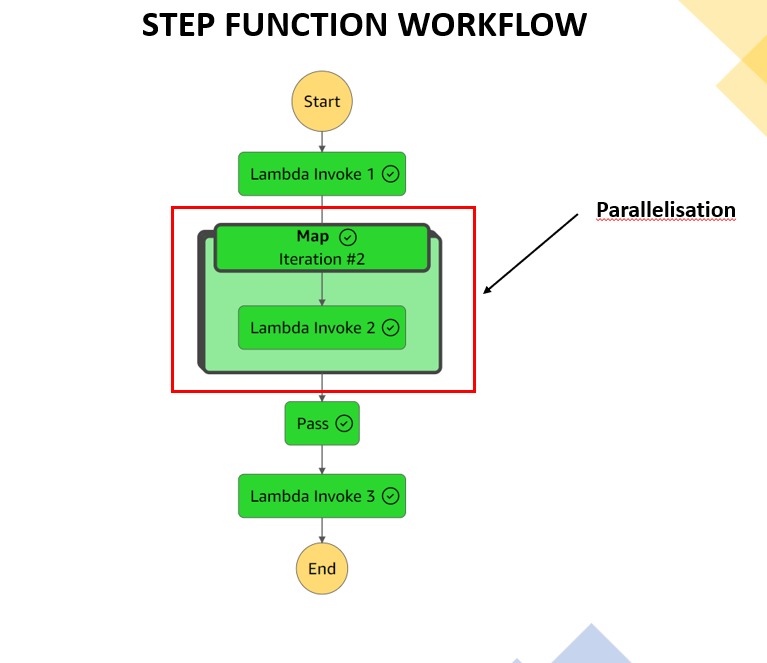 STEP FUNCTION WORKFLOW
Start
Lambda Invoke 1
Parallelisation
Map
Iteration #2
Lambda Invoke 2
Pass
Lambda Invoke 3
End